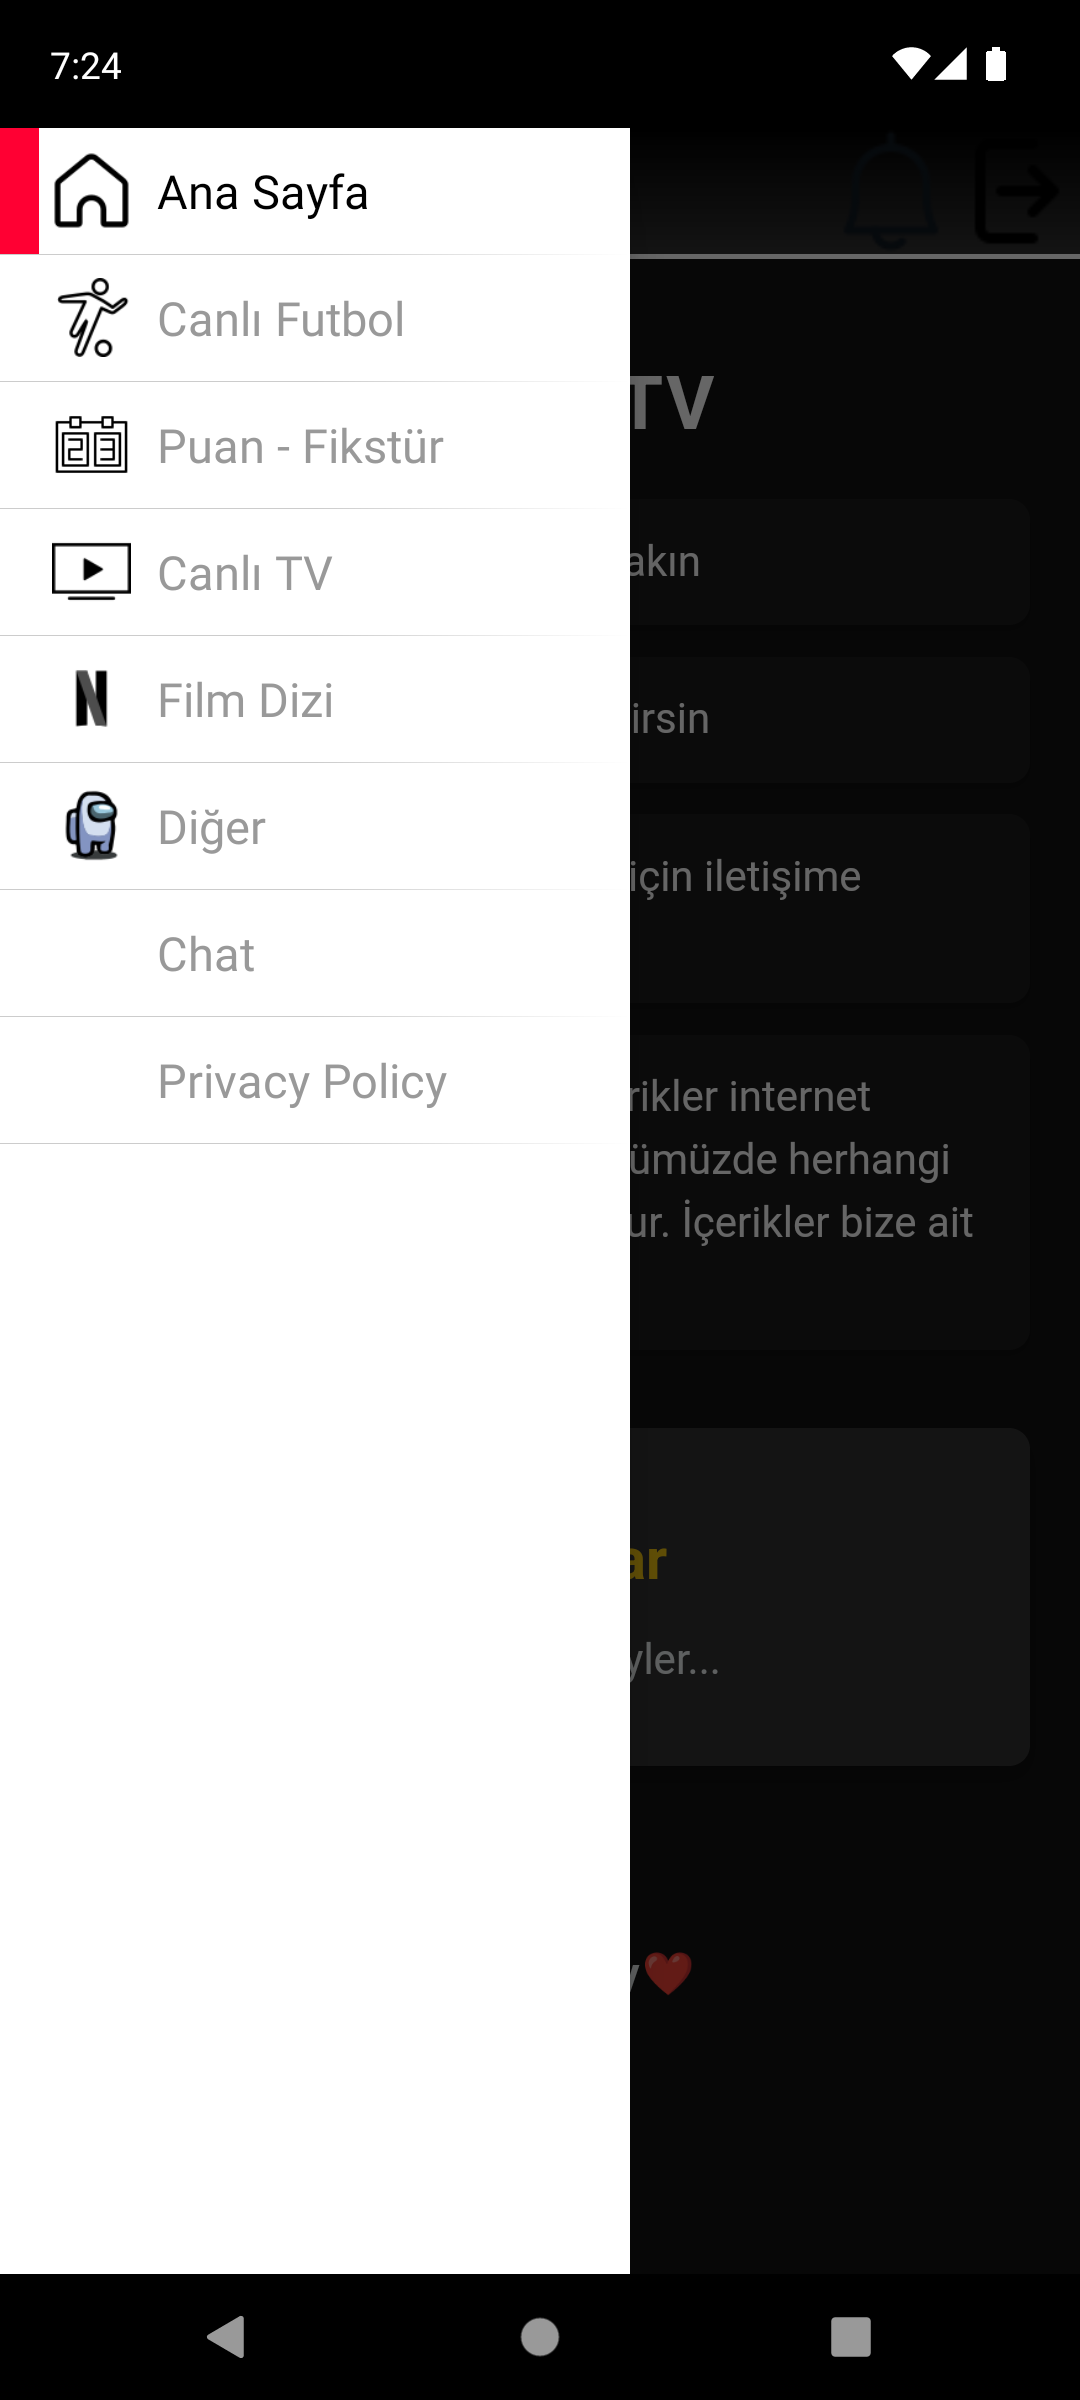 7:24
Ana Sayfa
Canlı Futbol
Puan - Fikstür
Canlı TV
Film Dizi
Diğer
Chat
Privacy Policy
TV
akın
irsin
için iletişime
rikler internet
ümüzde herhangi
ur. İçerikler bize ait
ar
yler...
y❤️